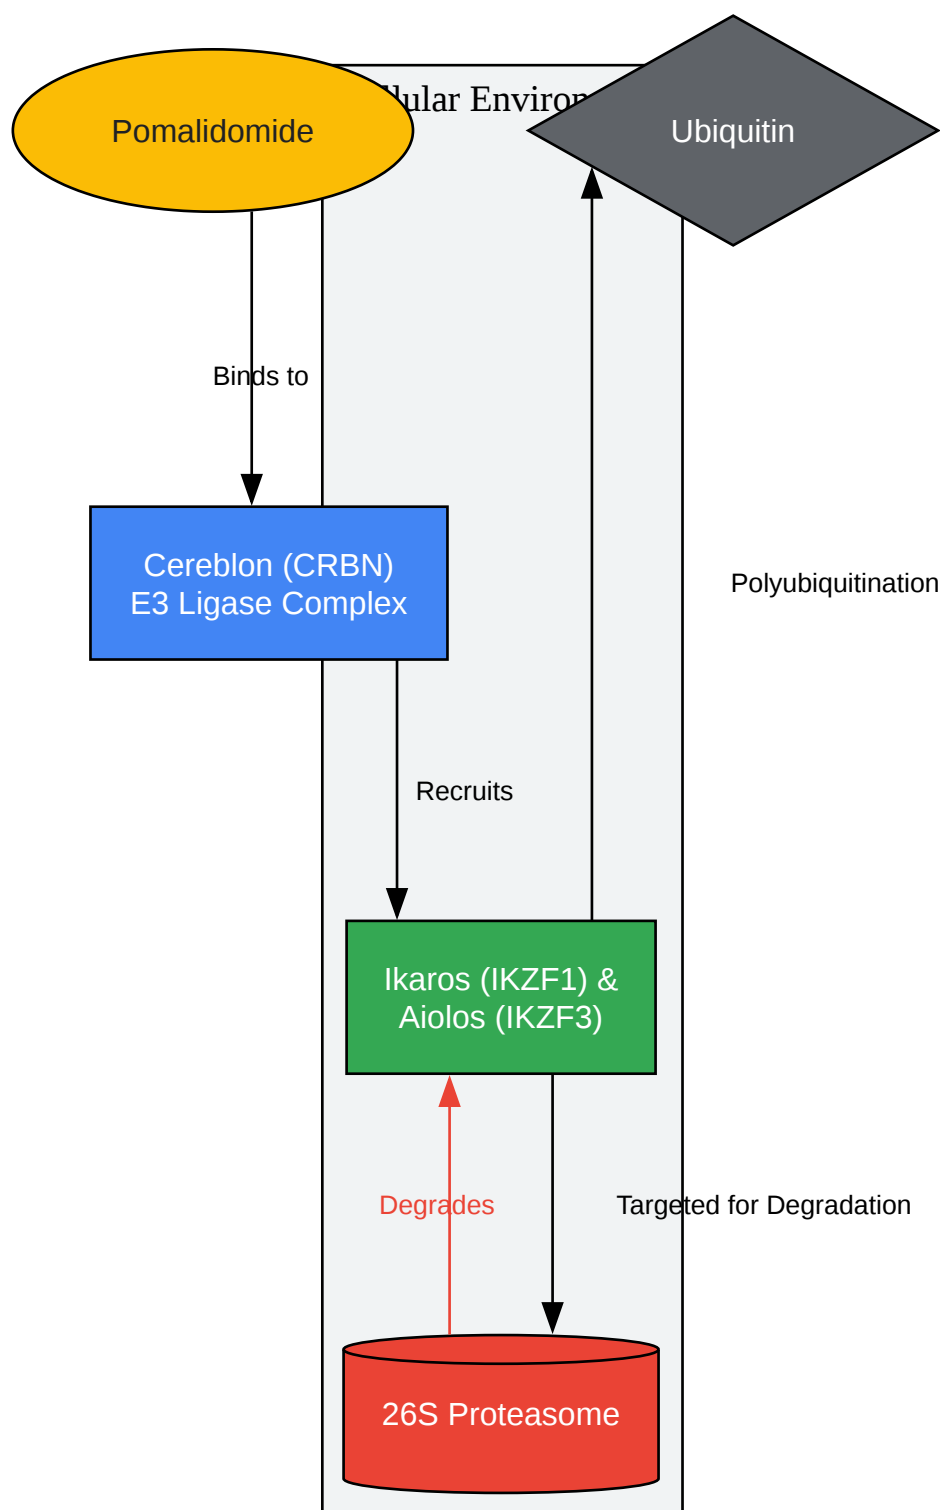 Environ
Pomalidomide
Ubiquitin
Binds to
Cereblon (CRBN)
E3 Ligase Complex
Polyubiquitination
Recruits
Ikaros (IKZF1) &
Aiolos (IKZF3)
Degrades
Targeted for Degradation
26S Proteasome